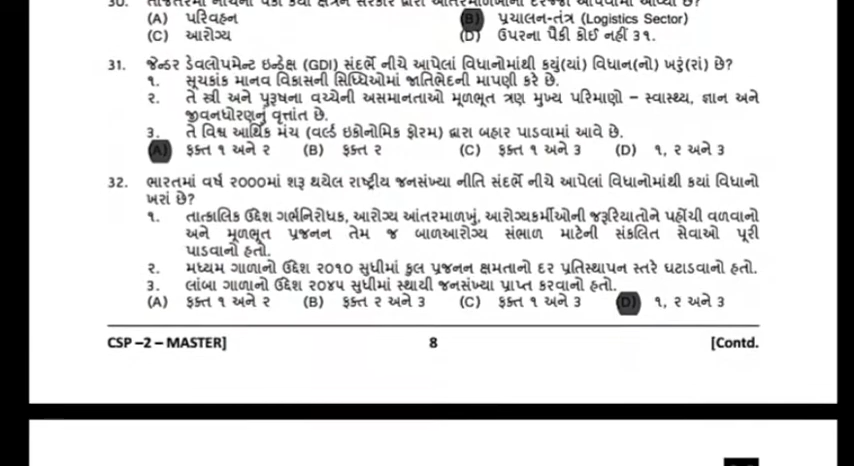 (A) પરિવહન (B) પ્રચાલન-તંત્ર (Logistics Sector)
(C) આરોગ્ય (D) ઉપરના પૈકી કોઈ નહીં ૩૧.
31. જેન્ડર ડેવલોપમેન્ટ ઇન્ડેક્ષ (GDI) સંદર્ભે નીચે આપેલાં વિધાનોમાંથી કયું(યાં) વિધાન(નો) ખરું(રાં) છે?
૧. સૂચકાંક માનવ વિકાસની સિધ્ધિઓમાં જાતિભેદની માપણી કરે છે.
૨. તે સ્ત્રી અને પુરૂષના વચ્ચેની અસમાનતાઓ મૂળભૂત ત્રણ મુખ્ય પરિમાણો – સ્વાસ્થ્ય, જ્ઞાન અને
જીવનધોરણનું વૃત્તાંત છે.
૩. તે વિશ્વ આર્થિક મંચ (વર્લ્ડ ઇકોનોમિક ફોરમ) દ્વારા બહાર પાડવામાં આવે છે.
(A) ફક્ત ૧ અને ૨ (B) ફક્ત ૨ (C) ફક્ત ૧ અને ૩ (D) ૧, ૨ અને ૩
32. ભારતમાં વર્ષ ૨૦૦૦માં શરૂ થયેલ રાષ્ટ્રીય જનસંખ્યા નીતિ સંદર્ભે નીચે આપેલાં વિધાનોમાંથી કયાં વિધાનો
ખરાં છે?
૧. તાત્કાલિક ઉદ્દેશ ગર્ભનિરોધક, આરોગ્ય આંતરમાળખું, આરોગ્યકર્મીઓની જરૂરિયાતોને પહોંચી વળવાનો
અને મૂળભૂત પ્રજનન તેમ જ બાળઆરોગ્ય સંભાળ માટેની સંકલિત સેવાઓ પૂરી
પાડવાનો હતો.
૨. મધ્યમ ગાળાનો ઉદ્દેશ ૨૦૧૦ સુધીમાં કુલ પ્રજનન ક્ષમતાનો દર પ્રતિસ્થાપન સ્તરે ઘટાડવાનો હતો.
૩. લાંબા ગાળાનો ઉદ્દેશ ૨૦૪૫ સુધીમાં સ્થાયી જનસંખ્યા પ્રાપ્ત કરવાનો હતો.
(A) ફક્ત ૧ અને ૨ (B) ફક્ત ૨ અને ૩ (C) ફક્ત ૧ અને ૩ (D) ૧, ૨ અને ૩
CSP –2 – MASTER] 8 [Contd.